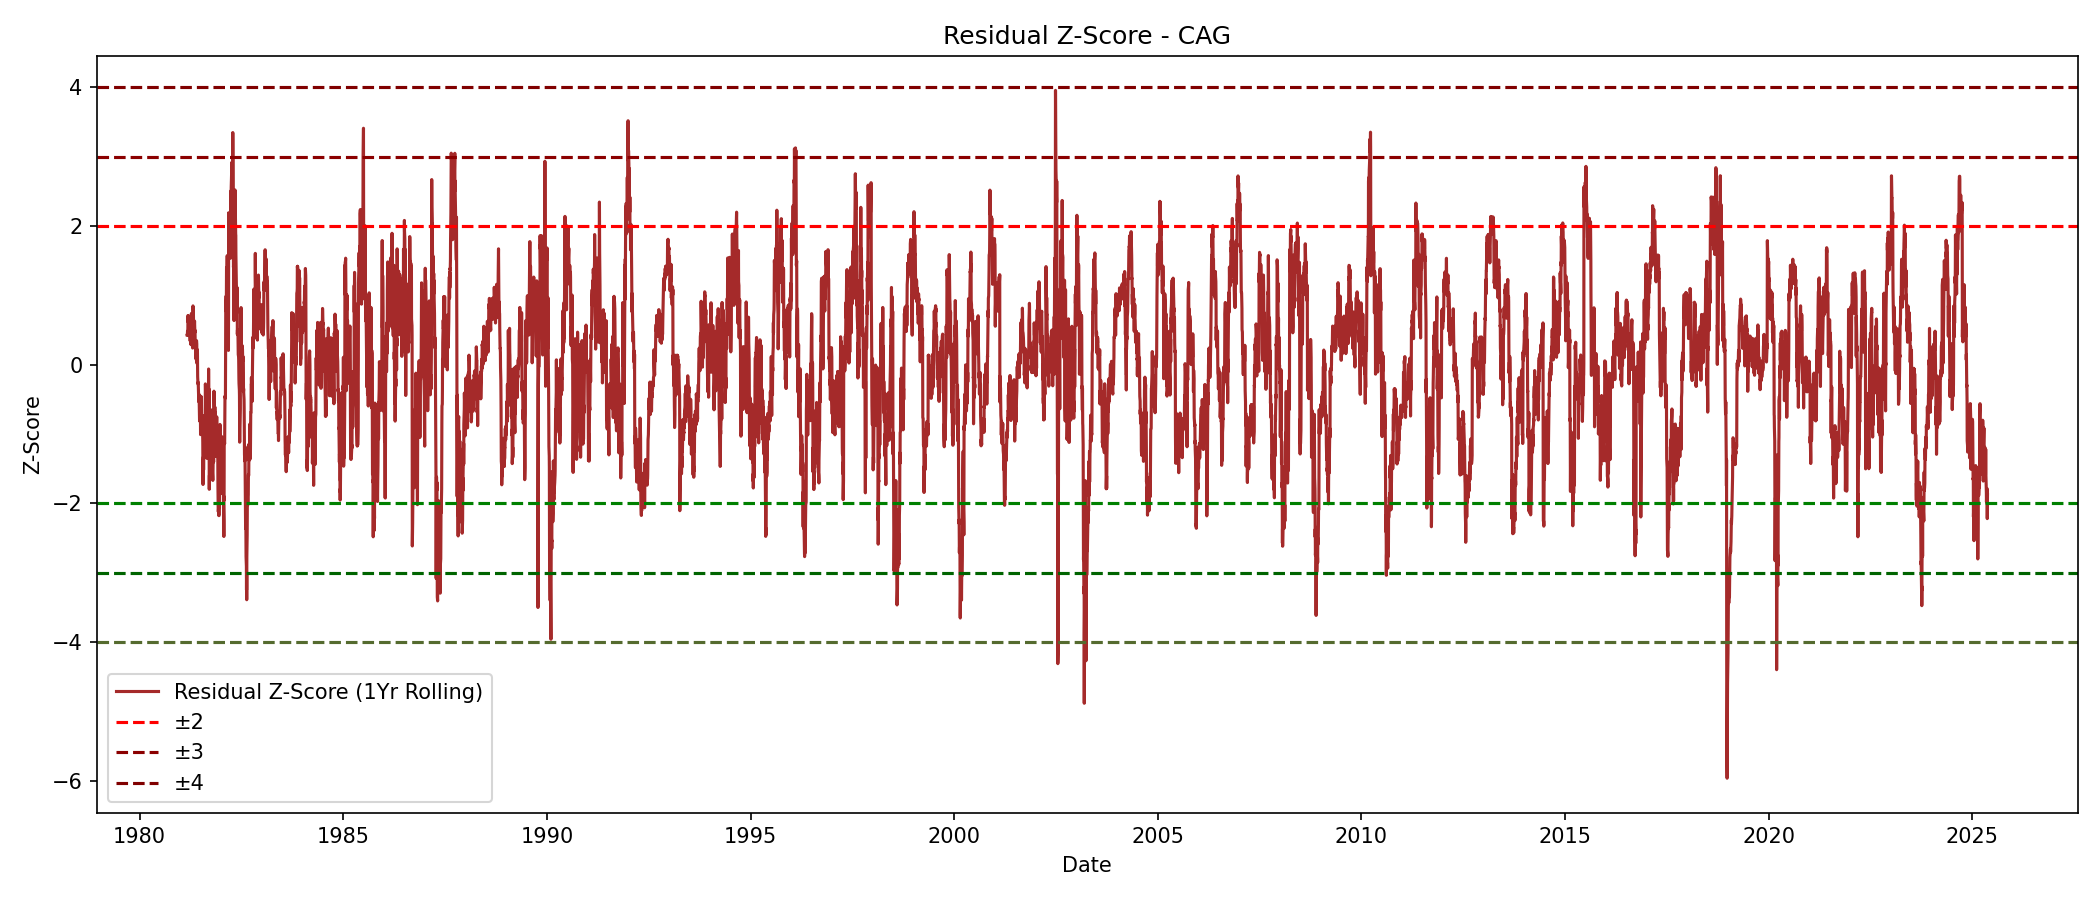 Residual Z-Score - CAG
Z-Score
4
2
0
−2
−4
−6
Residual Z-Score (1Yr Rolling)
±2
±3
±4
1980 1985 1990 1995 2000 2005 2010 2015 2020 2025
Date